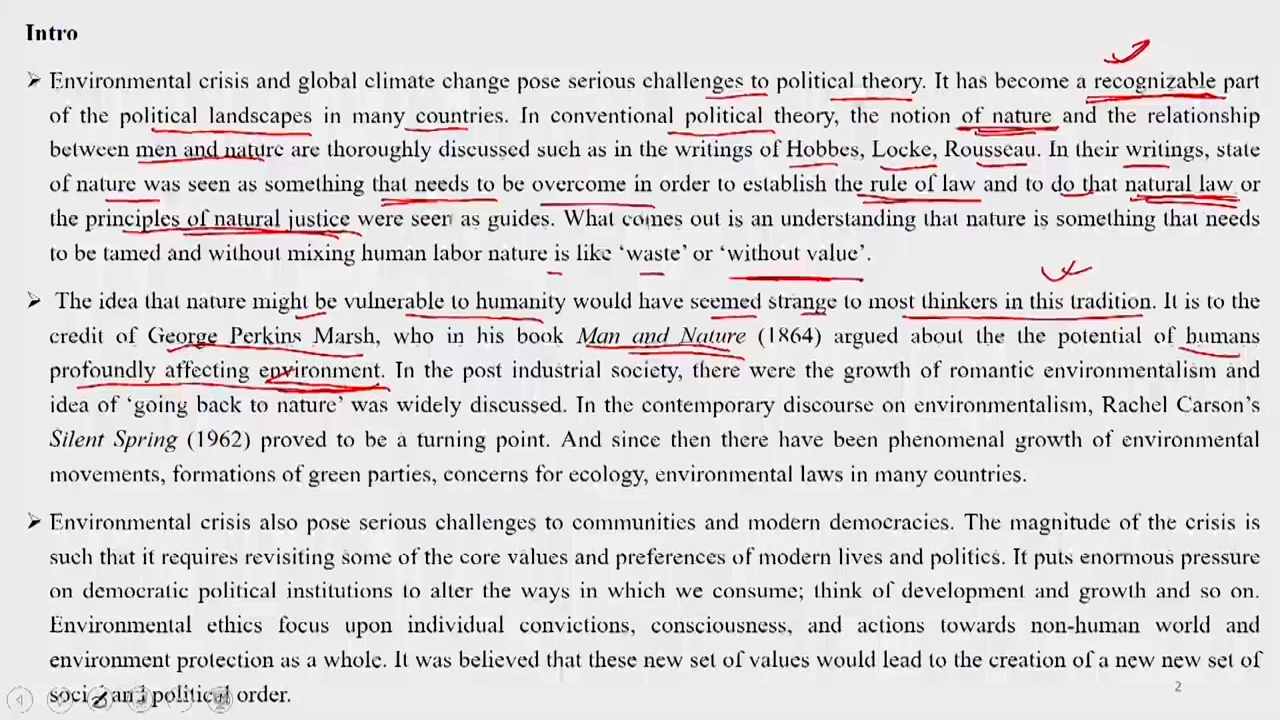 Intro
➤ Environmental crisis and global climate change pose serious challenges to political theory. It has become a recognizable part
of the political landscapes in many countries. In conventional political theory, the notion of nature and the relationship
between men and nature are thoroughly discussed such as in the writings of Hobbes, Locke, Rousseau. In their writings, state
of nature was seen as something that needs to be overcome in order to establish the rule of law and to do that natural law or
the principles of natural justice were seen as guides. What comes out is an understanding that nature is something that needs
to be tamed and without mixing human labor nature is like ‘waste’ or ‘without value’.
➤ The idea that nature might be vulnerable to humanity would have seemed strange to most thinkers in this tradition. It is to the
credit of George Perkins Marsh, who in his book Man and Nature (1864) argued about the the potential of humans
profoundly affecting environment. In the post industrial society, there were the growth of romantic environmentalism and
idea of ‘going back to nature’ was widely discussed. In the contemporary discourse on environmentalism, Rachel Carson’s
Silent Spring (1962) proved to be a turning point. And since then there have been phenomenal growth of environmental
movements, formations of green parties, concerns for ecology, environmental laws in many countries.
➤ Environmental crisis also pose serious challenges to communities and modern democracies. The magnitude of the crisis is
such that it requires revisiting some of the core values and preferences of modern lives and politics. It puts enormous pressure
on democratic political institutions to alter the ways in which we consume; think of development and growth and so on.
Environmental ethics focus upon individual convictions, consciousness, and actions towards non-human world and
environment protection as a whole. It was believed that these new set of values would lead to the creation of a new new set of
social and political order.
2